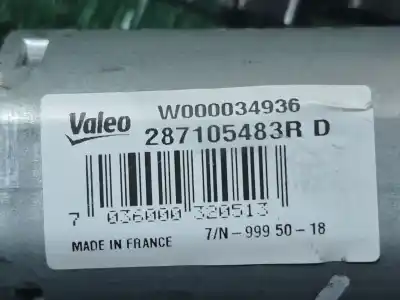 Valeo W000034936
287105483R D
7 036000 320513
MADE IN FRANCE 7/N-999 50-18